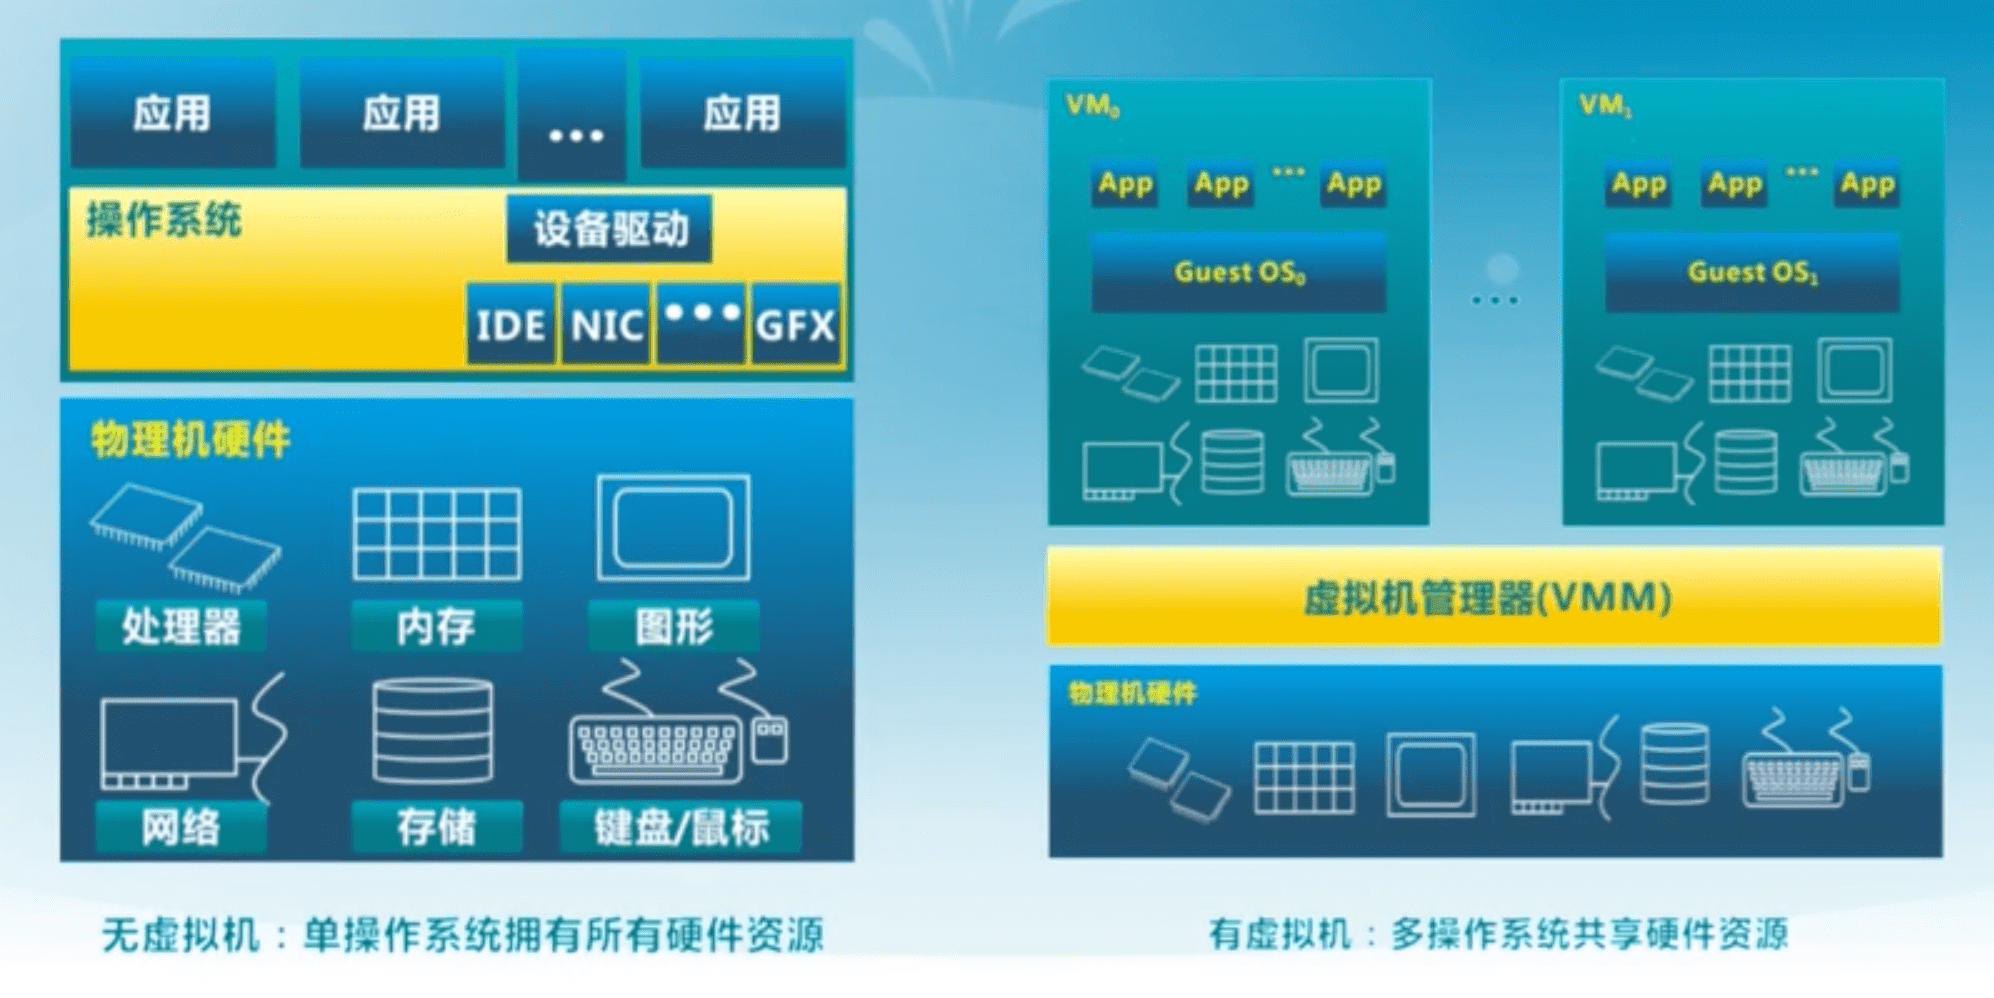 应用
应用
...
应用
操作系统
设备驱动
IDE
NIC
...
GFX
物理机硬件
处理器
内存
图形
网络
存储
键盘/鼠标
无虚拟机：单操作系统拥有所有硬件资源
VM0
App
App
...
App
Guest OS0
...
VM1
App
App
...
App
Guest OS1
虚拟机管理器(VMM)
物理机硬件
有虚拟机：多操作系统共享硬件资源